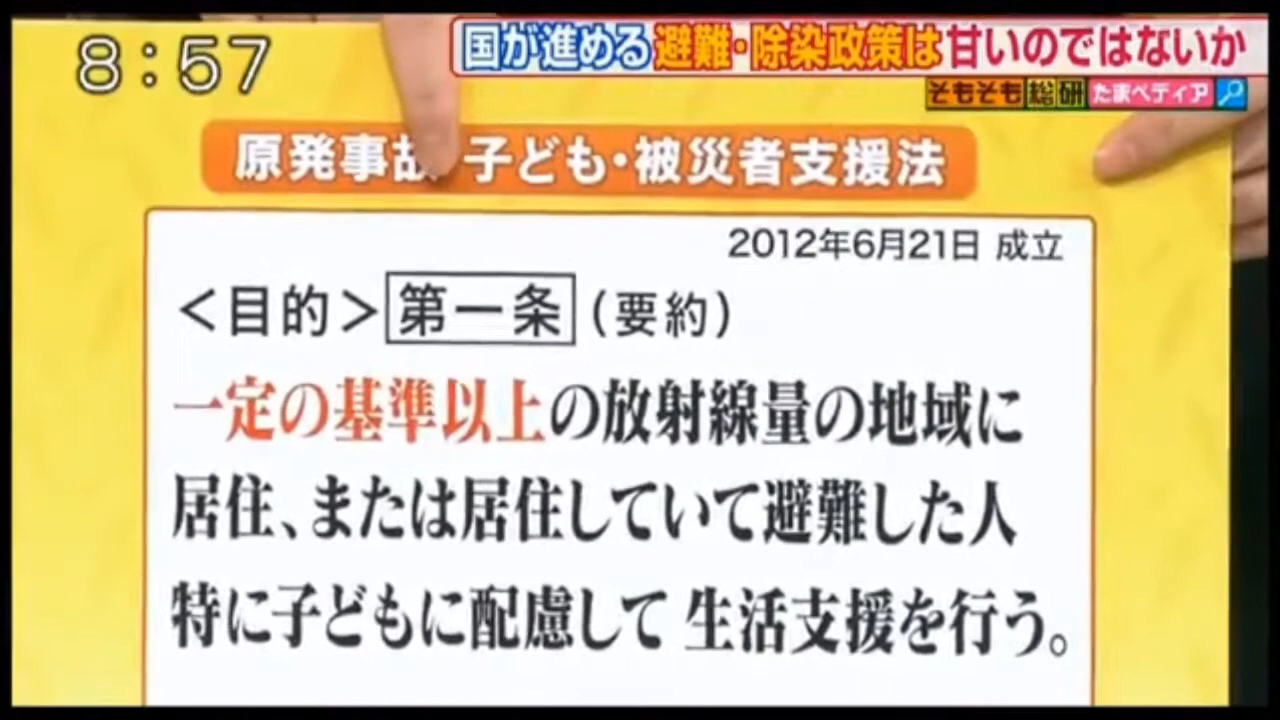 8:57
国が進める避難・除染政策は甘いのではないか
そもそも総研 たまペディア
原発事故 子ども・被災者支援法
2012年6月21日 成立
＜目的＞第一条（要約）
一定の基準以上の放射線量の地域に
居住、または居住していて避難した人
特に子どもに配慮して 生活支援を行う。